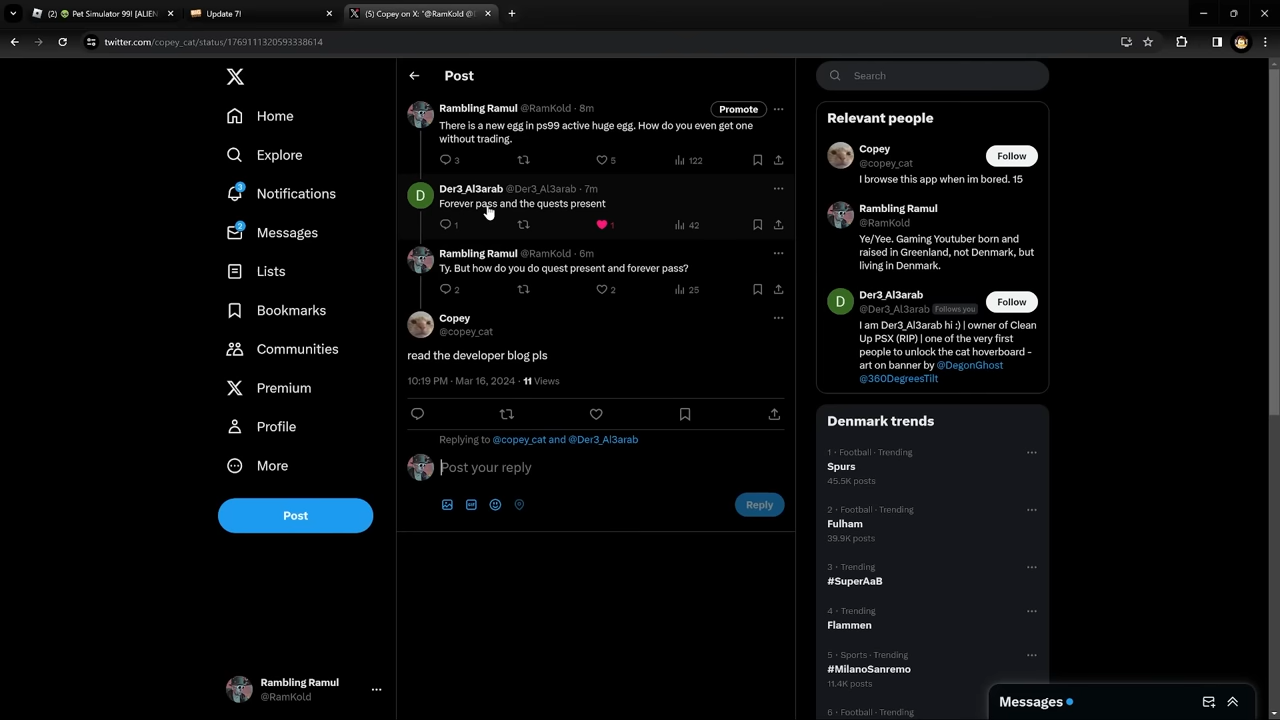 (2) 👽 Pet Simulator 99! [ALIEN
Update 7!
(5) Copey on X: "@RamKold @D
twitter.com/copey_cat/status/1769111320593338614
Home
Explore
3
Notifications
2
Messages
Lists
Bookmarks
Communities
Premium
Profile
More
Post
Rambling Ramul
@RamKold
Post
Rambling Ramul @RamKold · 8m
Promote
There is a new egg in ps99 active huge egg. How do you even get one
without trading.
3
5
122
D
Der3_Al3arab @Der3_Al3arab · 7m
Forever pass and the quests present
1
1
42
Rambling Ramul @RamKold · 6m
Ty. But how do you do quest present and forever pass?
2
2
25
Copey
@copey_cat
read the developer blog pls
10:19 PM · Mar 16, 2024 · 11 Views
Replying to @copey_cat and @Der3_Al3arab
Post your reply
GIF
Reply
Search
Relevant people
Copey
@copey_cat
Follow
I browse this app when im bored. 15
Rambling Ramul
@RamKold
Ye/Yee. Gaming Youtuber born and
raised in Greenland, not Denmark, but
living in Denmark.
D
Der3_Al3arab
@Der3_Al3arab Follows you
Follow
I am Der3_Al3arab hi :) | owner of Clean
Up PSX (RIP) | one of the very first
people to unlock the cat hoverboard -
art on banner by @DegonGhost
@360DegreesTilt
Denmark trends
1 · Football · Trending
Spurs
45.5K posts
2 · Football · Trending
Fulham
39.9K posts
3 · Trending
#SuperAaB
4 · Trending
Flammen
5 · Sports · Trending
#MilanoSanremo
11.4K posts
6 · Football · Trending
Messages